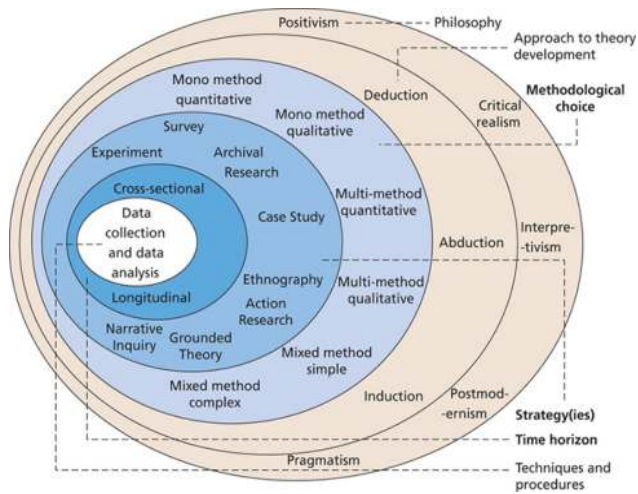 Positivism
Philosophy
Approach to theory
development
Mono method
quantitative
Deduction
Methodological
choice
Critical
realism
Mono method
qualitative
Survey
Experiment
Archival
Research
Cross-sectional
Multi-method
quantitative
Data
collection
and data
analysis
Case Study
Interpre-
-tivism
Abduction
Ethnography
Multi-method
qualitative
Longitudinal
Action
Research
Narrative
Inquiry
Grounded
Theory
Mixed method
simple
Mixed method
complex
Induction
Postmod-
-ernism
Strategy(ies)
Time horizon
Pragmatism
Techniques and
procedures